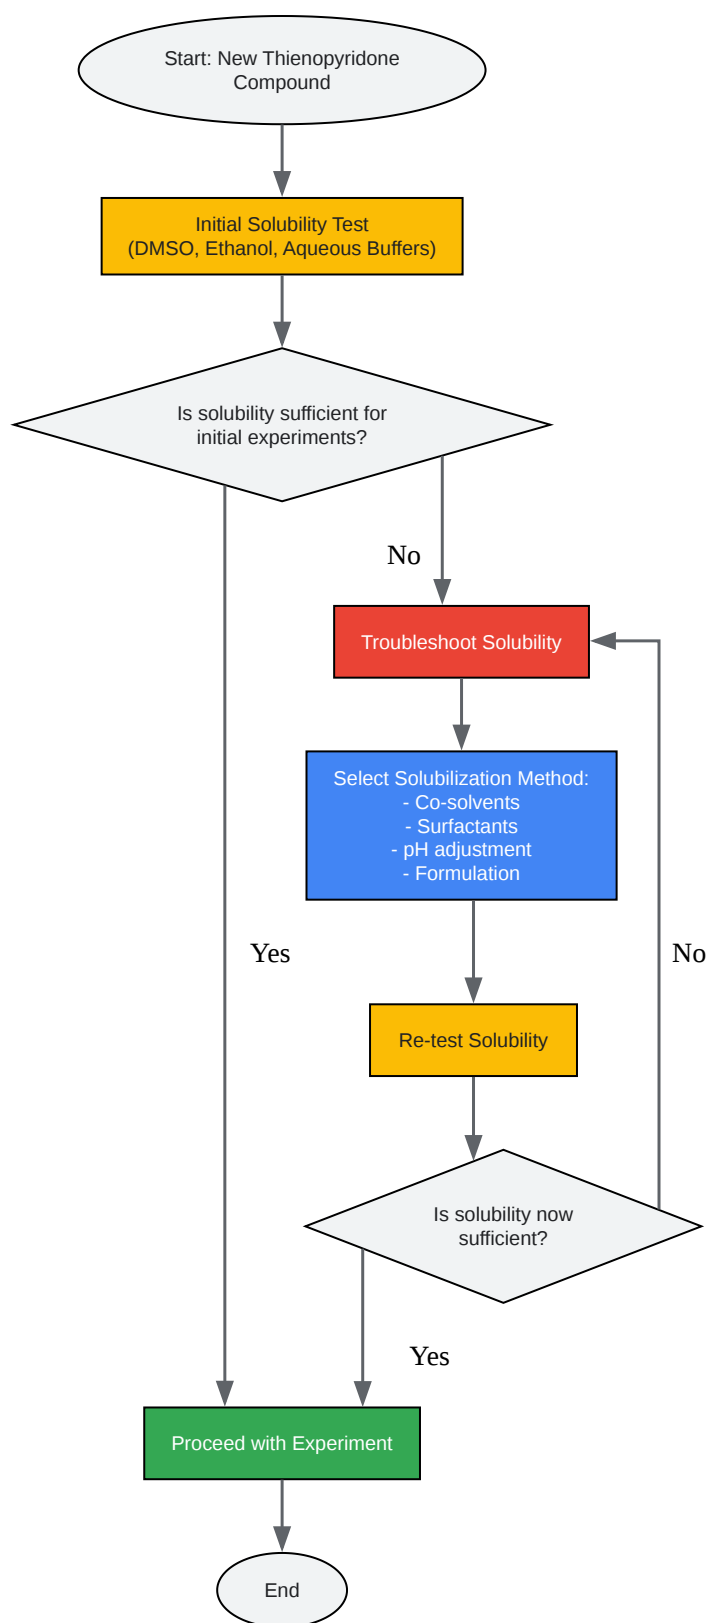 Start: New Thienopyridone
Compound
Initial Solubility Test
(DMSO, Ethanol, Aqueous Buffers)
Is solubility sufficient for
initial experiments?
No
Troubleshoot Solubility
Select Solubilization Method:
- Co-solvents
- Surfactants
- pH adjustment
- Formulation
Yes
No
Re-test Solubility
Is solubility now
sufficient?
Yes
Proceed with Experiment
End